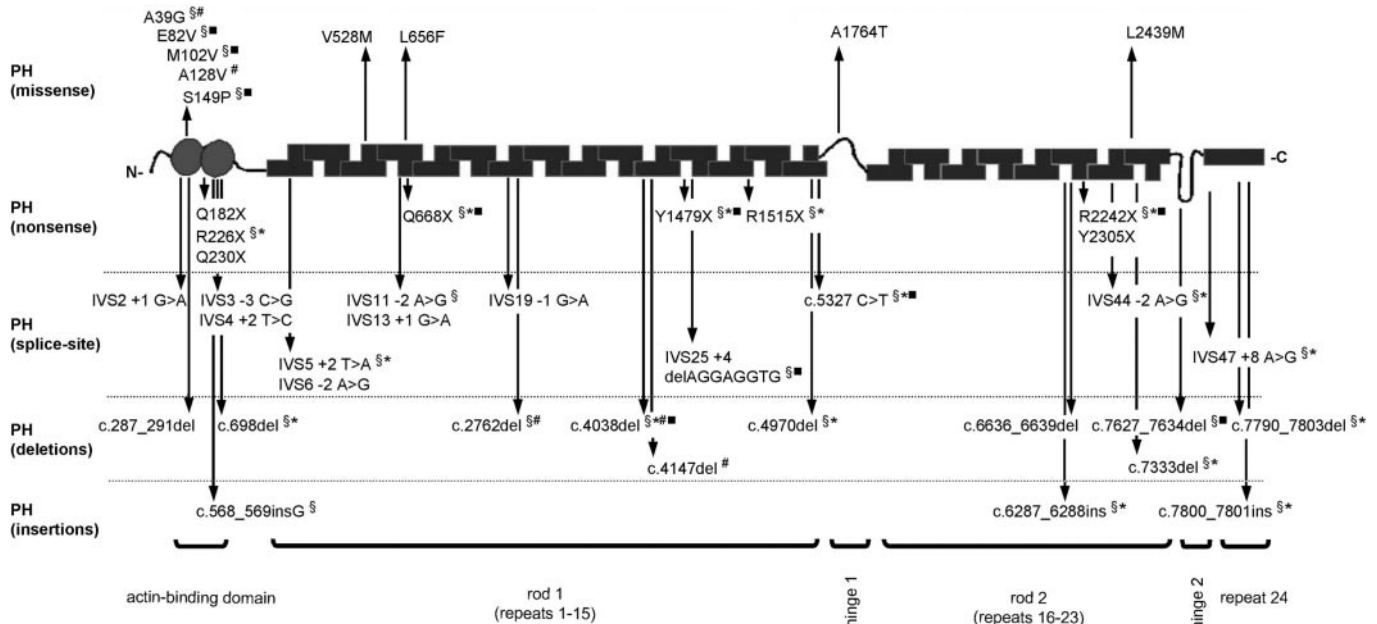 A39G §#
E82V §■
M102V §■
A128V #
S149P §■
V528M
L656F
A1764T
L2439M
PH
(missense)
N-
-C
PH
(nonsense)
Q182X
R226X §*
Q230X
Q668X §*■
Y1479X §*■
R1515X §*
R2242X §*■
Y2305X
PH
(splice-site)
IVS2 +1 G>A
IVS3 -3 C>G
IVS4 +2 T>C
IVS5 +2 T>A §*
IVS6 -2 A>G
IVS11 -2 A>G §
IVS13 +1 G>A
IVS19 -1 G>A
IVS25 +4
delAGGAGGTG §■
c.5327 C>T §*■
IVS44 -2 A>G §*
IVS47 +8 A>G §*
PH
(deletions)
c.287_291del
c.698del §*
c.2762del §#
c.4038del §*#■
c.4147del #
c.4970del §*
c.6636_6639del
c.7627_7634del §■
c.7790_7803del §*
c.7333del §*
PH
(insertions)
c.568_569insG §
c.6287_6288ins §*
c.7800_7801ins §*
actin-binding domain
rod 1
(repeats 1-15)
hinge 1
rod 2
(repeats 16-23)
hinge 2
repeat 24